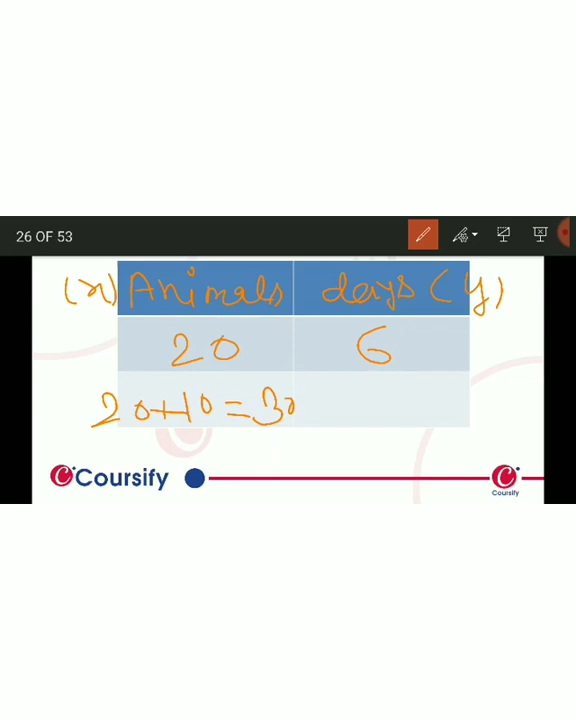 26 OF 53
(x) Animals days (y)
20 6
20+10=30
Coursify
Coursify